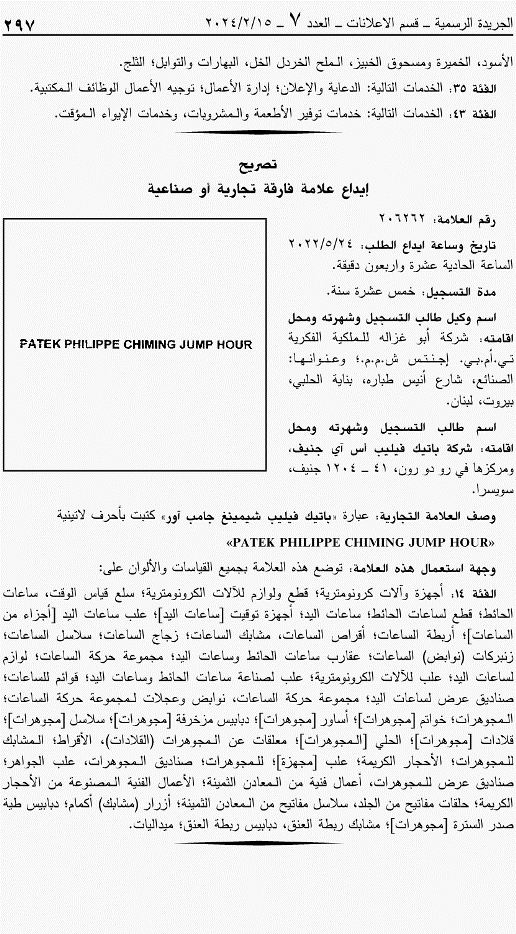 الجريدة الرسمية ـ قسم الاعلانات ـ العدد ٧ ـ ٢٠٢٤/٢/١٥
٢٩٧
الأسود، الخميرة ومسحوق الخبيز، الملح الخردل الخل، البهارات والتوابل؛ الثلج.
الفئة ٣٥: الخدمات التالية: الدعاية والإعلان؛ إدارة الأعمال؛ توجيه الأعمال الوظائف المكتبية.
الفئة ٤٣: الخدمات التالية: خدمات توفير الأطعمة والمشروبات، وخدمات الإيواء المؤقت.
تصريح
إيداع علامة فارقة تجارية أو صناعية
رقم العلامة: ٢٠٦٢٦٢
تاريخ وساعة ايداع الطلب: ٢٠٢٢/٥/٢٤
الساعة الحادية عشرة واربعون دقيقة.
مدة التسجيل: خمس عشرة سنة.
اسم وكيل طالب التسجيل وشهرته ومحل
اقامته: شركة أبو غزاله للملكية الفكرية
تي.أم.بي. إجنتس ش.م.م.؛ وعنوانها:
الصنائع، شارع أنيس طباره، بناية الحلبي،
بيروت، لبنان.
اسم طالب التسجيل وشهرته ومحل
اقامته: شركة باتيك فيليب أس آي جنيف،
ومركزها في رو دو رون، ٤١ ـ ١٢٠٤ جنيف،
سويسرا.
PATEK PHILIPPE CHIMING JUMP HOUR
وصف العلامة التجارية: عبارة «باتيك فيليب شيمينغ جامب آور» كتبت بأحرف لاتينية
«PATEK PHILIPPE CHIMING JUMP HOUR»
وجهة استعمال هذه العلامة: توضع هذه العلامة بجميع القياسات والألوان على:
الفئة ١٤: أجهزة وآلات كرونومترية؛ قطع ولوازم للآلات الكرونومترية؛ سلع قياس الوقت، ساعات
الحائط؛ قطع لساعات الحائط؛ ساعات اليد؛ أجهزة توقيت [ساعات اليد]؛ علب ساعات اليد [أجزاء من
الساعات]؛ أربطة الساعات؛ أقراص الساعات، مشابك الساعات؛ زجاج الساعات؛ سلاسل الساعات؛
زنبركات (نوابض) الساعات؛ عقارب ساعات الحائط وساعات اليد؛ مجموعة حركة الساعات؛ لوازم
لساعات اليد؛ علب للآلات الكرونومترية؛ علب لصناعة ساعات الحائط وساعات اليد؛ قوائم للساعات؛
صناديق عرض لساعات اليد؛ مجموعة حركة الساعات، نوابض وعجلات لمجموعة حركة الساعات؛
المجوهرات؛ خواتم [مجوهرات]؛ أساور [مجوهرات]؛ دبابيس مزخرفة [مجوهرات]؛ سلاسل [مجوهرات]؛
قلادات [مجوهرات]؛ الحلي [المجوهرات]؛ معلقات عن المجوهرات (القلادات)، الأقراط؛ المشابك
للمجوهرات؛ الأحجار الكريمة؛ علب [مجهزة] للمجوهرات؛ صناديق المجوهرات، علب الجواهر؛
صناديق عرض للمجوهرات، أعمال فنية من المعادن الثمينة؛ الأعمال الفنية المصنوعة من الأحجار
الكريمة؛ حلقات مفاتيح من الجلد، سلاسل مفاتيح من المعادن الثمينة؛ أزرار (مشابك) أكمام؛ دبابيس طية
صدر السترة [مجوهرات]؛ مشابك ربطة العنق، دبابيس ربطة العنق؛ ميداليات.